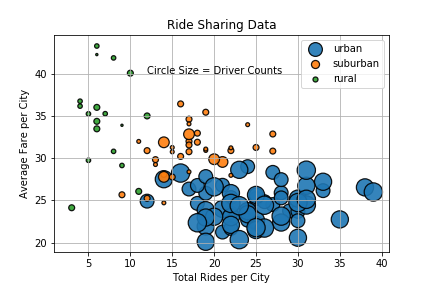 Ride Sharing Data
urban
suburban
rural
Circle Size = Driver Counts
Average Fare per City
40
35
30
25
20
5
10
15
20
25
30
35
40
Total Rides per City